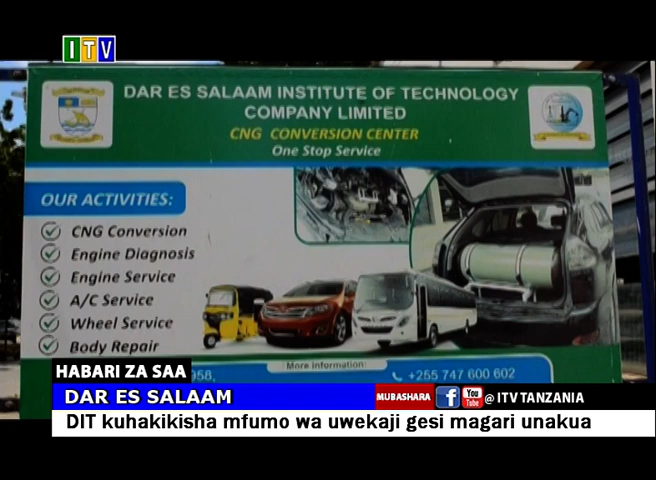 ITV
DAR ES SALAAM INSTITUTE OF TECHNOLOGY
COMPANY LIMITED
CNG CONVERSION CENTER
One Stop Service
OUR ACTIVITIES:
CNG Conversion
Engine Diagnosis
Engine Service
A/C Service
Wheel Service
Body Repair
More information:
958,
+255 747 600 602
HABARI ZA SAA
DAR ES SALAAM
MUBASHARA
f
You Tube
@ ITV TANZANIA
DIT kuhakikisha mfumo wa uwekaji gesi magari unakua